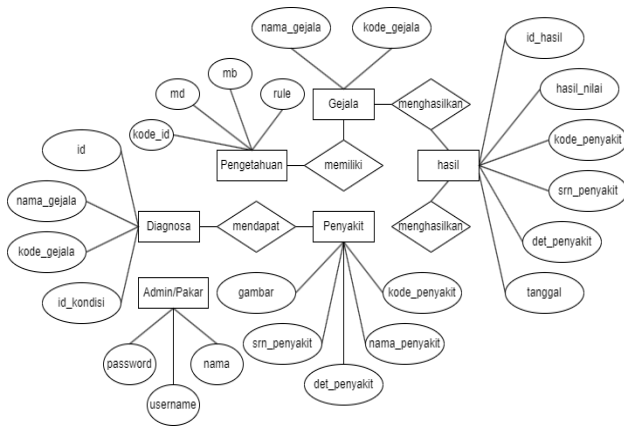 nama_gejala
kode_gejala
id_hasil
mb
md
rule
Gejala
menghasilkan
hasil_nilai
kode_id
id
Pengetahuan
memiliki
hasil
kode_penyakit
srn_penyakit
nama_gejala
Diagnosa
mendapat
Penyakit
menghasilkan
kode_gejala
det_penyakit
id_kondisi
Admin/Pakar
gambar
kode_penyakit
tanggal
srn_penyakit
nama_penyakit
password
nama
det_penyakit
username